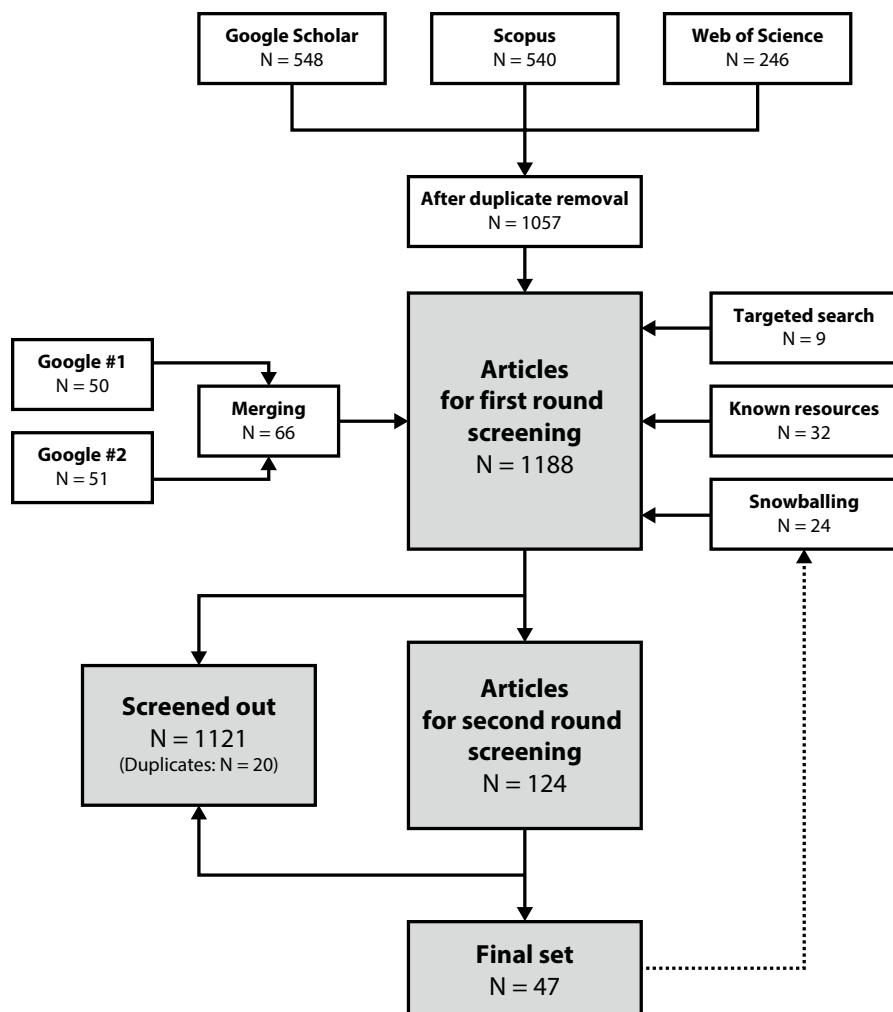 Google Scholar
N = 548
Scopus
N = 540
Web of Science
N = 246
After duplicate removal
N = 1057
Google #1
N = 50
Google #2
N = 51
Merging
N = 66
Articles
for first round
screening
N = 1188
Targeted search
N = 9
Known resources
N = 32
Snowballing
N = 24
Screened out
N = 1121
(Duplicates: N = 20)
Articles
for second round
screening
N = 124
Final set
N = 47